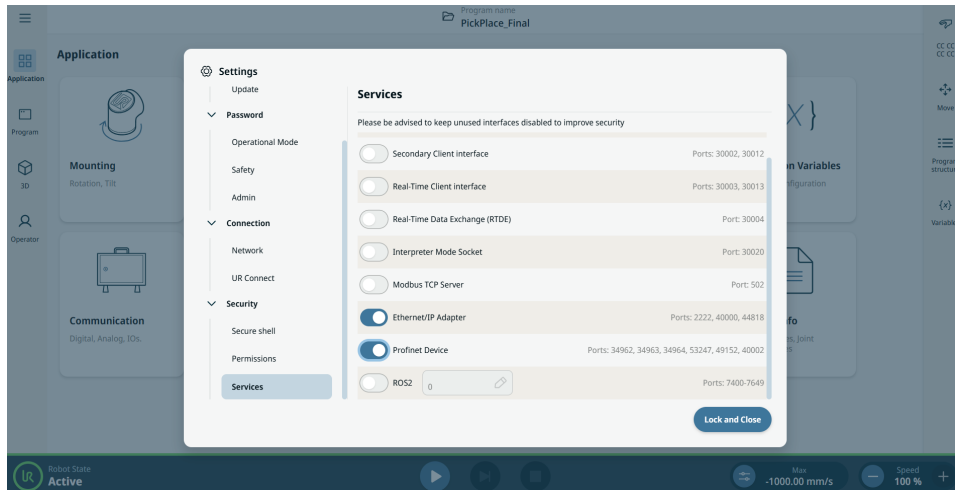 Program name
PickPlace_Final
Application
Application
Program
3D
Operator
Mounting
Rotation, Tilt
Communication
Digital, Analog, IOs.
Settings
Update
Password
Operational Mode
Safety
Admin
Connection
Network
UR Connect
Security
Secure shell
Permissions
Services
Services
Please be advised to keep unused interfaces disabled to improve security
Secondary Client interface
Ports: 30002, 30012
Real-Time Client interface
Ports: 30003, 30013
Real-Time Data Exchange (RTDE)
Port: 30004
Interpreter Mode Socket
Port: 30020
Modbus TCP Server
Port: 502
Ethernet/IP Adapter
Ports: 2222, 40000, 44818
Profinet Device
Ports: 34962, 34963, 34964, 53247, 49152, 40002
ROS2
0
Ports: 7400-7649
Lock and Close
Variables
CC CC
CC CC
Move
Robot State
Active
Max
-1000.00 mm/s
Speed
100 %